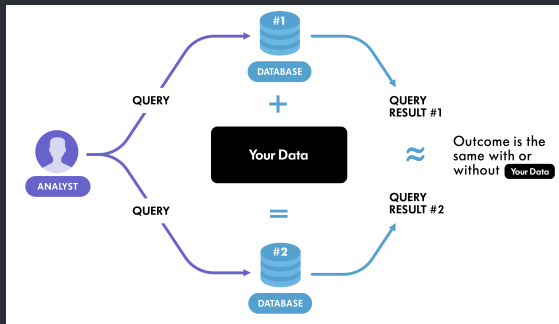 #1
DATABASE
QUERY
+
QUERY
RESULT #1
Your Data
≈
Outcome is the
same with or
without Your Data
ANALYST
QUERY
=
QUERY
RESULT #2
#2
DATABASE